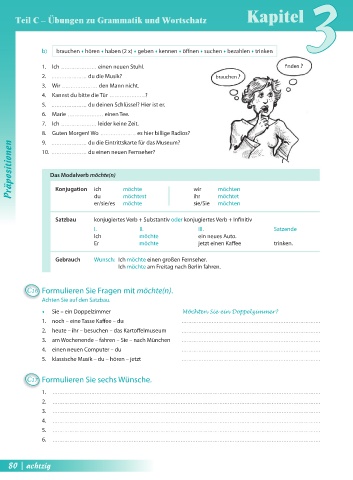 Teil C – Übungen zu Grammatik und Wortschatz
Kapitel 3
b) brauchen • hören • haben (2 x) • geben • kennen • öffnen • suchen • bezahlen • trinken
1. Ich .................... einen neuen Stuhl.
2. .................... du die Musik?
3. Wir .................... den Mann nicht.
4. Kannst du bitte die Tür ....................?
5. .................... du deinen Schlüssel? Hier ist er.
6. Marie .................... einen Tee.
7. Ich .................... leider keine Zeit.
8. Guten Morgen! Wo .................... es hier billige Radios?
9. .................... du die Eintrittskarte für das Museum?
10. .................... du einen neuen Fernseher?
finden ?
brauchen ?
Präpositionen
Das Modalverb möchte(n)
Konjugation ich möchte wir möchten
du möchtest ihr möchtet
er/sie/es möchte sie/Sie möchten
Satzbau konjugiertes Verb + Substantiv oder konjugiertes Verb + Infinitiv
I. II. III. Satzende
Ich möchte ein neues Auto.
Er möchte jetzt einen Kaffee trinken.
Gebrauch Wunsch: Ich möchte einen großen Fernseher.
Ich möchte am Freitag nach Berlin fahren.
Formulieren Sie Fragen mit möchte(n).
Achten Sie auf den Satzbau.
• Sie – ein Doppelzimmer Möchten Sie ein Doppelzimmer?
1. noch – eine Tasse Kaffee – du
2. heute – ihr – besuchen – das Kartoffelmuseum
3. am Wochenende – fahren – Sie – nach München
4. einen neuen Computer – du
5. klassische Musik – du – hören – jetzt
Formulieren Sie sechs Wünsche.
1.
2.
3.
4.
5.
6.
80 | achtzig